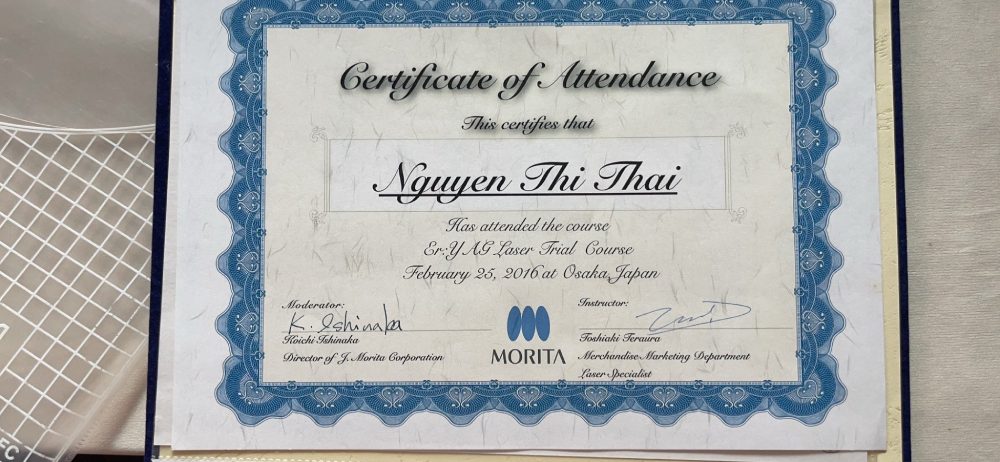 Certificate of Attendance
This certifies that
Nguyen Thi Thai
Has attended the course
Er:YAG Laser Trial Course
February 25, 2016 at Osaka, Japan
Moderator:
K. Ishinaka
Koichi Ishinaka
Director of J. Morita Corporation
MORITA
Instructor:
Toshiaki Teraura
Merchandise Marketing Department
Laser Specialist